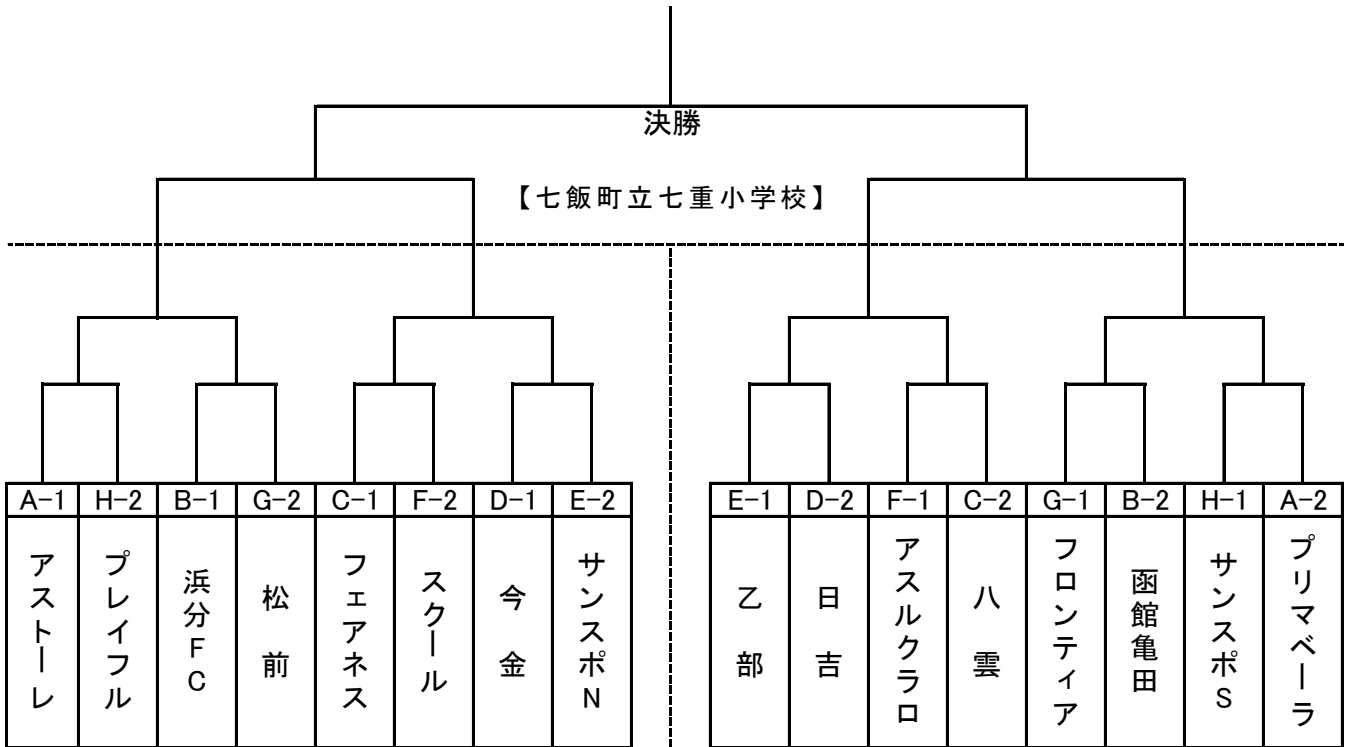 決勝
【七飯町立七重小学校】
A-1 H-2 B-1 G-2 C-1 F-2 D-1 E-2 E-1 D-2 F-1 C-2 G-1 B-2 H-1 A-2
アストーレ
プレイフル
浜分FC
松前
フェアネス
スクール
今金
サンスポN
乙部
日吉
アスルクラロ
八雲
フロンティア
函館亀田
サンスポS
プリマベーラ